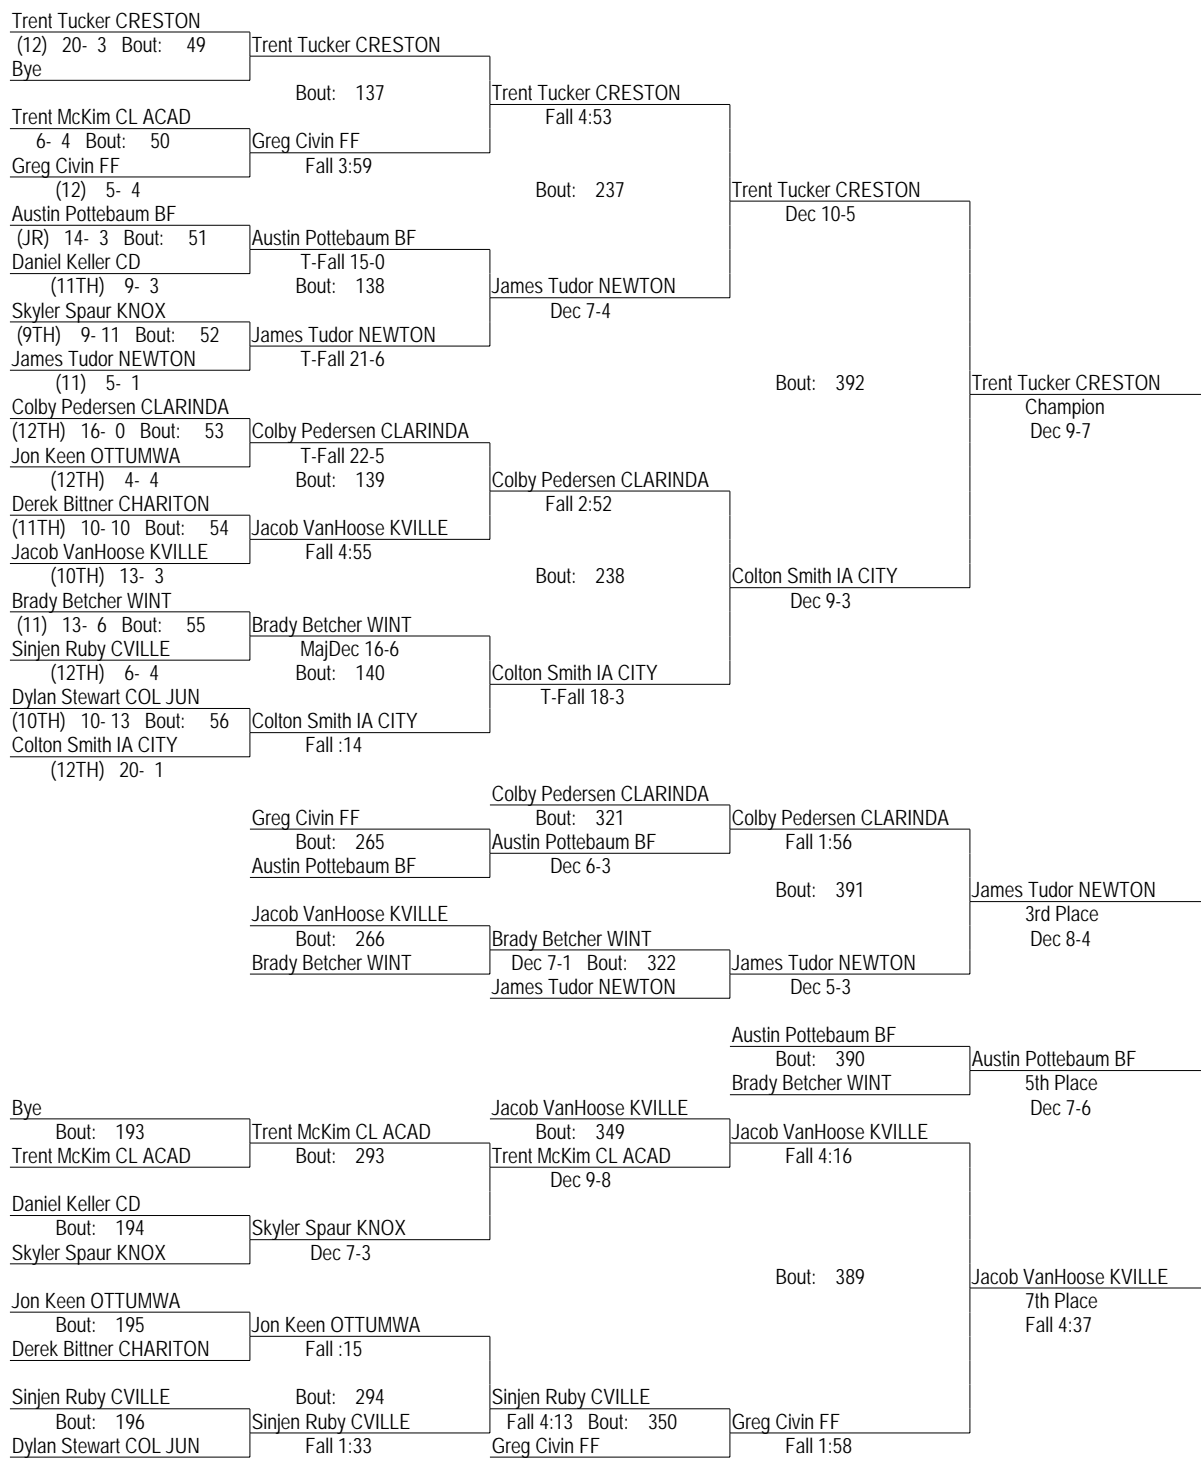 Trent Tucker CRESTON
(12) 20- 3 Bout: 49 Trent Tucker CRESTON
Bye
Bout: 137 Trent Tucker CRESTON
Trent McKim CL ACAD Fall 4:53
6- 4 Bout: 50 Greg Civin FF
Greg Civin FF Fall 3:59
(12) 5- 4 Bout: 237 Trent Tucker CRESTON
Austin Pottebaum BF Dec 10-5
(JR) 14- 3 Bout: 51 Austin Pottebaum BF
Daniel Keller CD T-Fall 15-0
(11TH) 9- 3 Bout: 138 James Tudor NEWTON
Skyler Spaur KNOX Dec 7-4
(9TH) 9- 11 Bout: 52 James Tudor NEWTON
James Tudor NEWTON T-Fall 21-6
(11) 5- 1 Bout: 392 Trent Tucker CRESTON
Colby Pedersen CLARINDA Champion
(12TH) 16- 0 Bout: 53 Colby Pedersen CLARINDA Dec 9-7
Jon Keen OTTUMWA T-Fall 22-5
(12TH) 4- 4 Bout: 139 Colby Pedersen CLARINDA
Derek Bittner CHARITON Fall 2:52
(11TH) 10- 10 Bout: 54 Jacob VanHoose KVILLE
Jacob VanHoose KVILLE Fall 4:55
(10TH) 13- 3 Bout: 238 Colton Smith IA CITY
Brady Betcher WINT Dec 9-3
(11) 13- 6 Bout: 55 Brady Betcher WINT
Sinjen Ruby CVILLE MajDec 16-6
(12TH) 6- 4 Bout: 140 Colton Smith IA CITY
Dylan Stewart COL JUN T-Fall 18-3
(10TH) 10- 13 Bout: 56 Colton Smith IA CITY
Colton Smith IA CITY Fall :14
(12TH) 20- 1
Colby Pedersen CLARINDA
Greg Civin FF Bout: 321 Colby Pedersen CLARINDA
Bout: 265 Austin Pottebaum BF Fall 1:56
Austin Pottebaum BF Dec 6-3
Bout: 391 James Tudor NEWTON
Jacob VanHoose KVILLE 3rd Place
Bout: 266 Brady Betcher WINT Dec 8-4
Brady Betcher WINT Dec 7-1 Bout: 322 James Tudor NEWTON
James Tudor NEWTON Dec 5-3
Austin Pottebaum BF
Bout: 390 Austin Pottebaum BF
Brady Betcher WINT 5th Place
Bye Jacob VanHoose KVILLE Dec 7-6
Bout: 193 Trent McKim CL ACAD Bout: 349 Jacob VanHoose KVILLE
Trent McKim CL ACAD Bout: 293 Trent McKim CL ACAD Fall 4:16
Dec 9-8
Daniel Keller CD
Bout: 194 Skyler Spaur KNOX
Skyler Spaur KNOX Dec 7-3
Bout: 389 Jacob VanHoose KVILLE
Jon Keen OTTUMWA 7th Place
Bout: 195 Jon Keen OTTUMWA Fall 4:37
Derek Bittner CHARITON Fall :15
Sinjen Ruby CVILLE Bout: 294 Sinjen Ruby CVILLE
Bout: 196 Sinjen Ruby CVILLE Fall 4:13 Bout: 350 Greg Civin FF
Dylan Stewart COL JUN Fall 1:33 Greg Civin FF Fall 1:58